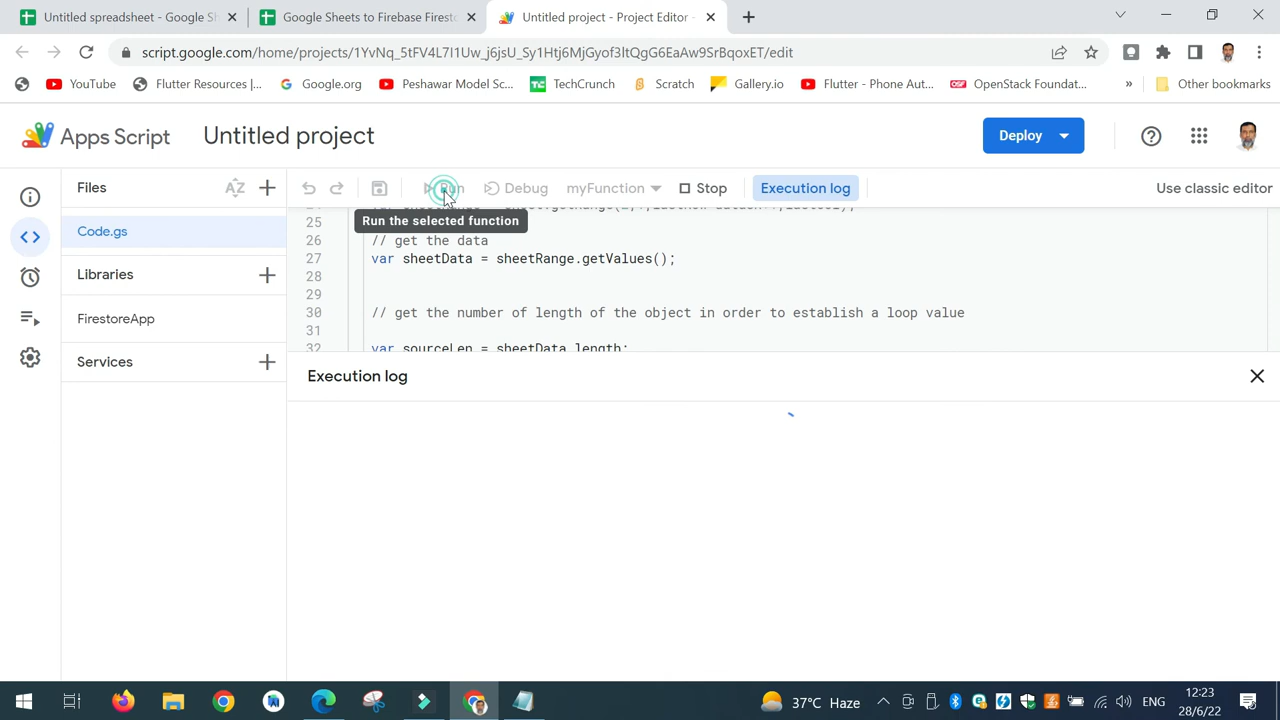 Untitled spreadsheet - Google Sh
Google Sheets to Firebase Firest
Untitled project - Project Editor -
script.google.com/home/projects/1YvNq_5tFV4L7I1Uw_j6jsU_Sy1Htj6MjGyof3ltQgG6EaAw9SrBqoxET/edit
YouTube
Flutter Resources |...
Google.org
Peshawar Model Sc...
TechCrunch
Scratch
Gallery.io
Flutter - Phone Aut...
OpenStack Foundat...
»
Other bookmarks
Apps Script
Untitled project
Deploy
Files
Run
Debug
myFunction
Stop
Execution log
Use classic editor
Run the selected function
Code.gs
Libraries
FirestoreApp
Services
25
26 // get the data
27 var sheetData = sheetRange.getValues();
28
29
30 // get the number of length of the object in order to establish a loop value
31
32 var sourceLen = sheetData.length;
Execution log
37°C Haze
ENG
12:23
28/6/22